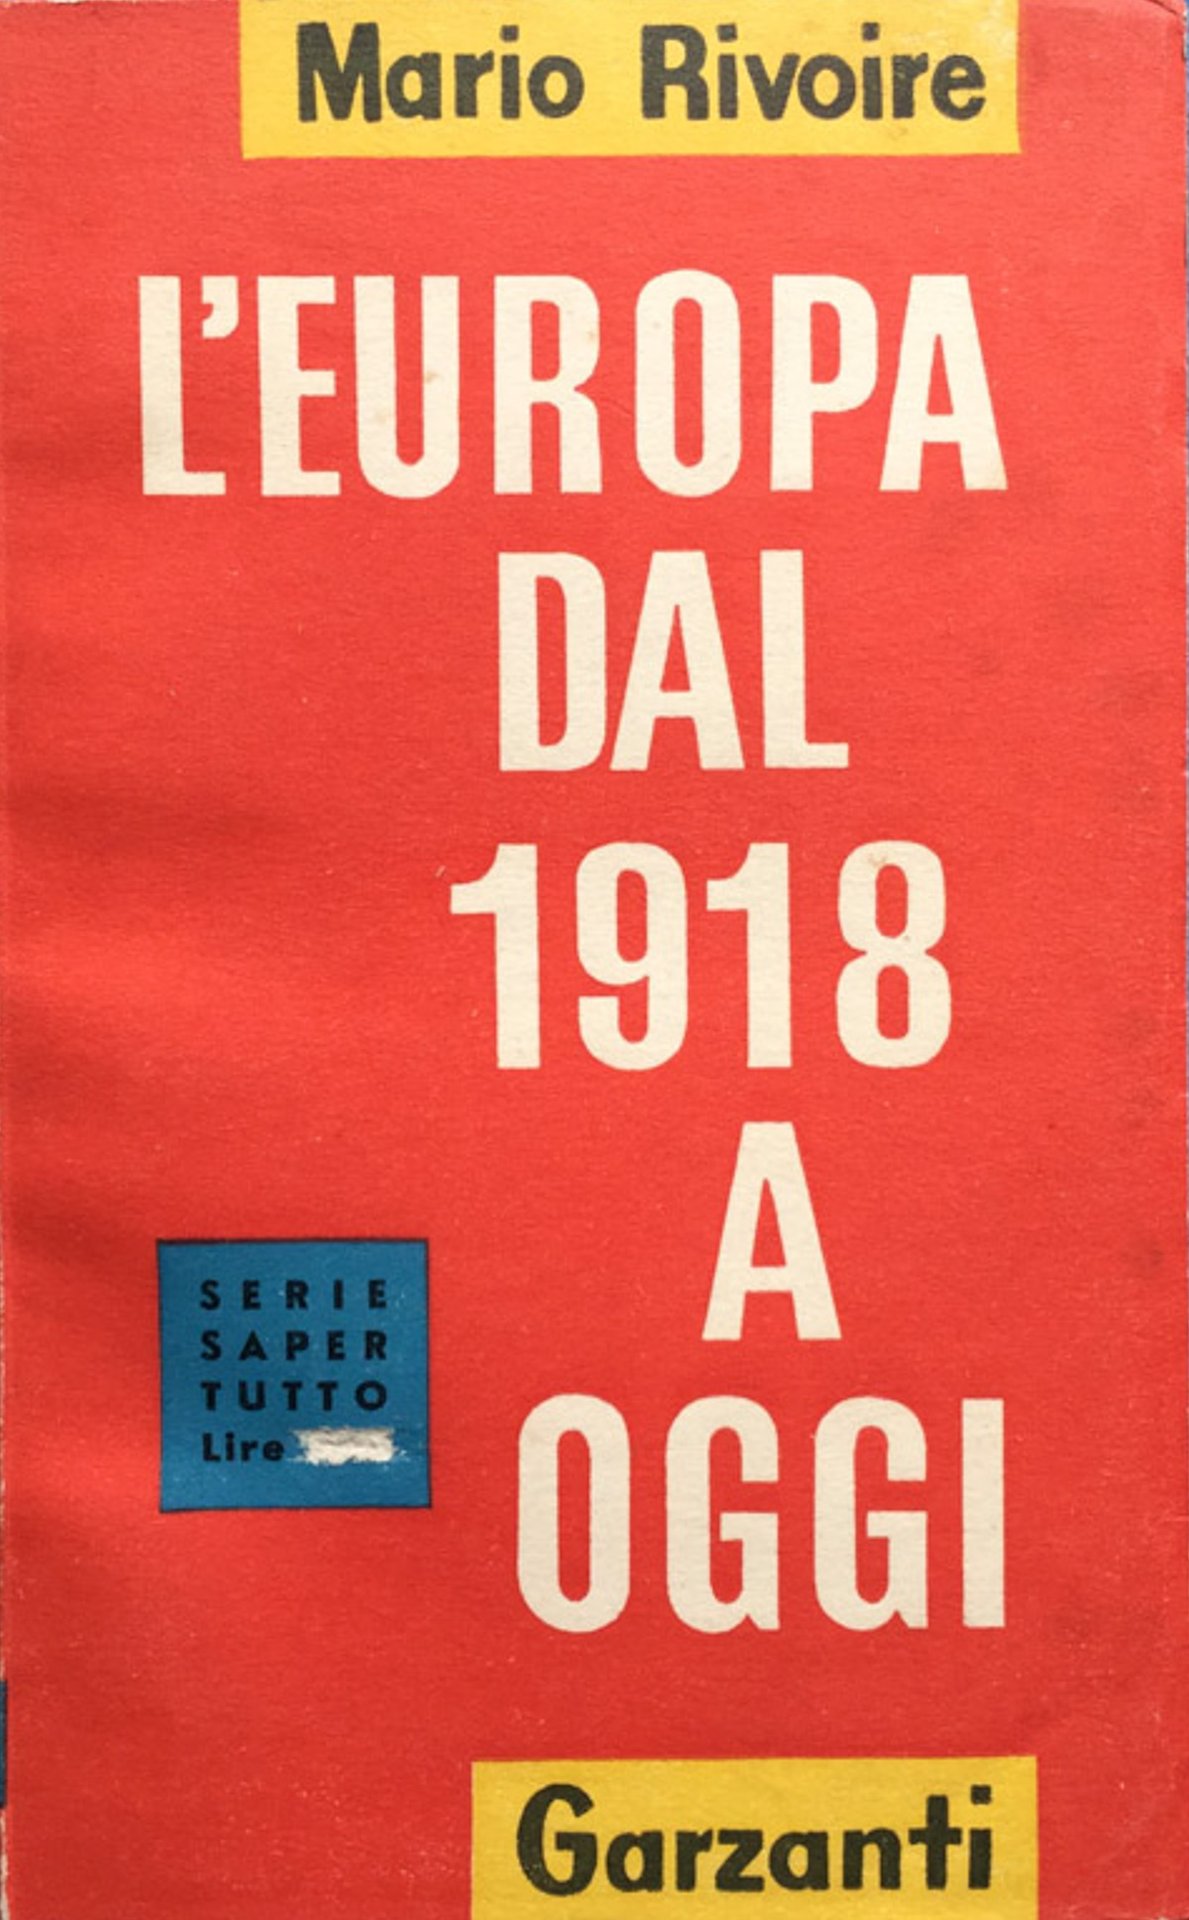 Mario Rivoire
L'EUROPA
DAL
1918
A
OGGI
SERIE
SAPER
TUTTO
Lire
Garzanti